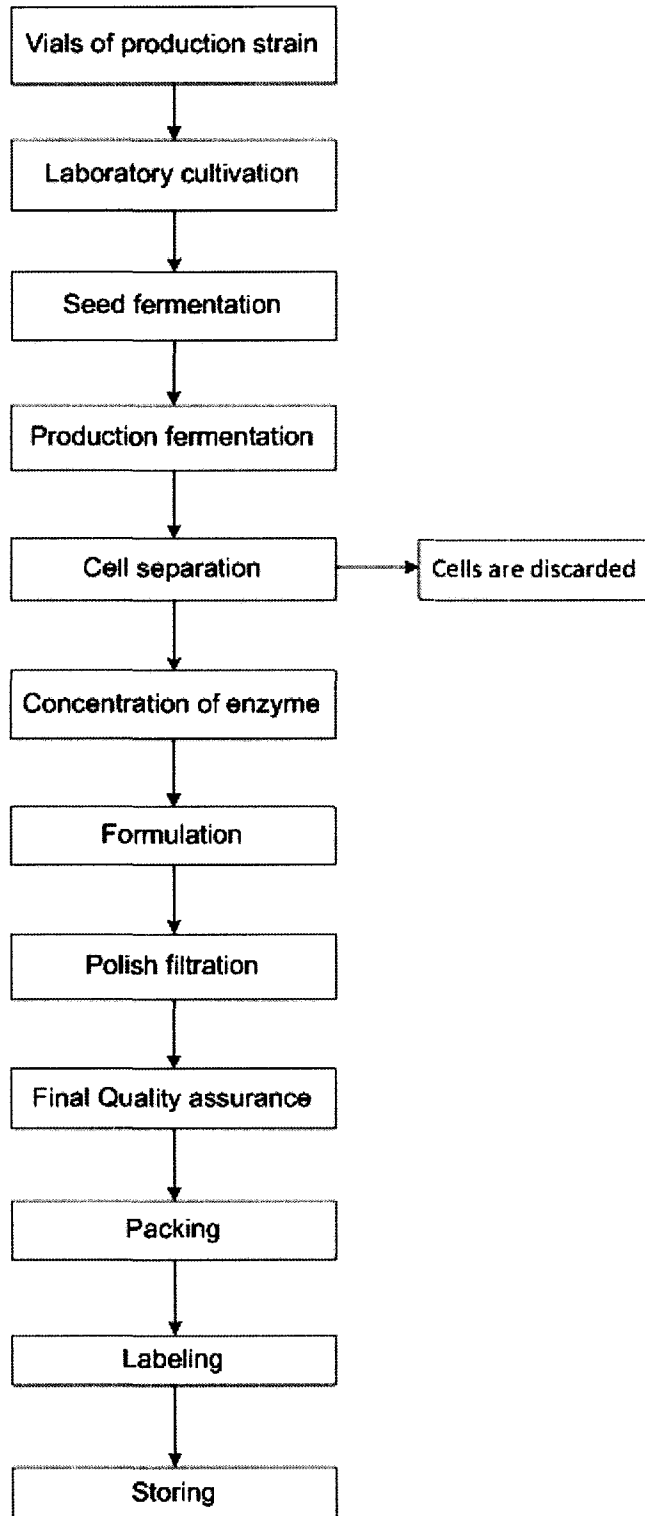 Vials of production strain
Laboratory cultivation
Seed fermentation
Production fermentation
Cell separation
Cells are discarded
Concentration of enzyme
Formulation
Polish filtration
Final Quality assurance
Packing
Labeling
Storing